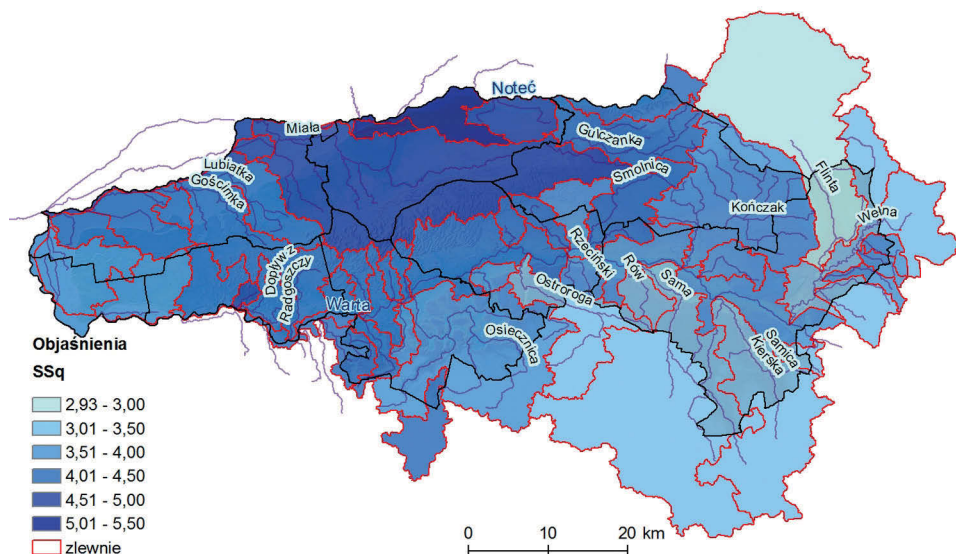 Noteć
Miała
Gulczanka
Lubiatka
Gościmka
Smolnica
Flinta
Kończak
Wełna
Dopływ z
Radgoszczy
Rzeciński
Rów
Sama
Ostroroga
Warta
Osiecznica
Samica
Kierska
Objaśnienia
SSq
2,93 - 3,00
3,01 - 3,50
3,51 - 4,00
4,01 - 4,50
4,51 - 5,00
5,01 - 5,50
zlewnie
0 10 20 km